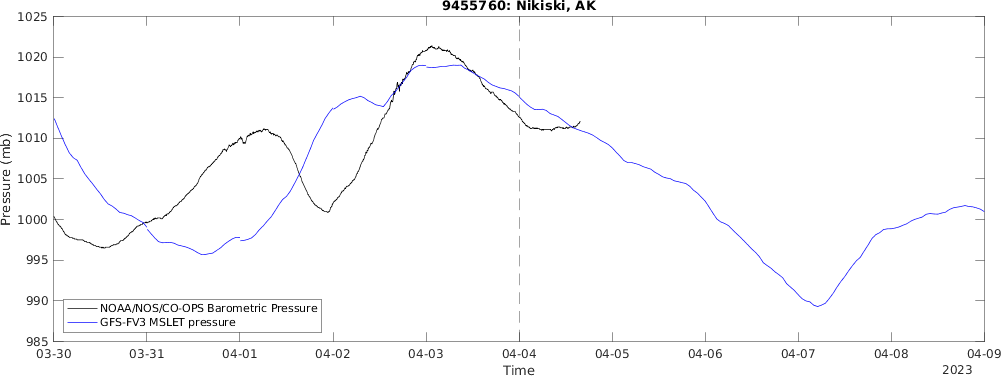 9455760: Nikiski, AK
1025
1020
1015
1010
1005
1000
995
990
985
Pressure (mb)
NOAA/NOS/CO-OPS Barometric Pressure
GFS-FV3 MSLET pressure
03-30 03-31 04-01 04-02 04-03 04-04 04-05 04-06 04-07 04-08 04-09
Time
2023